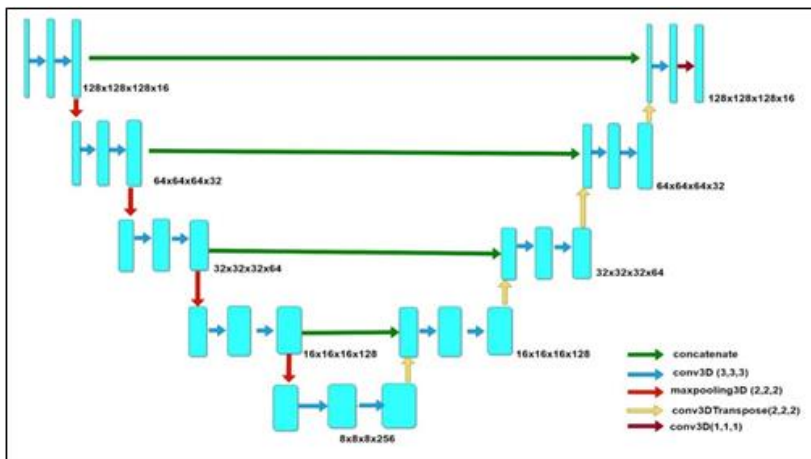 128x128x128x16
128x128x128x16
64x64x64x32
64x64x64x32
32x32x32x64
32x32x32x64
16x16x16x128
16x16x16x128
8x8x8x256
concatenate
conv3D (3,3,3)
maxpooling3D (2,2,2)
conv3DTranspose(2,2,2)
conv3D(1,1,1)